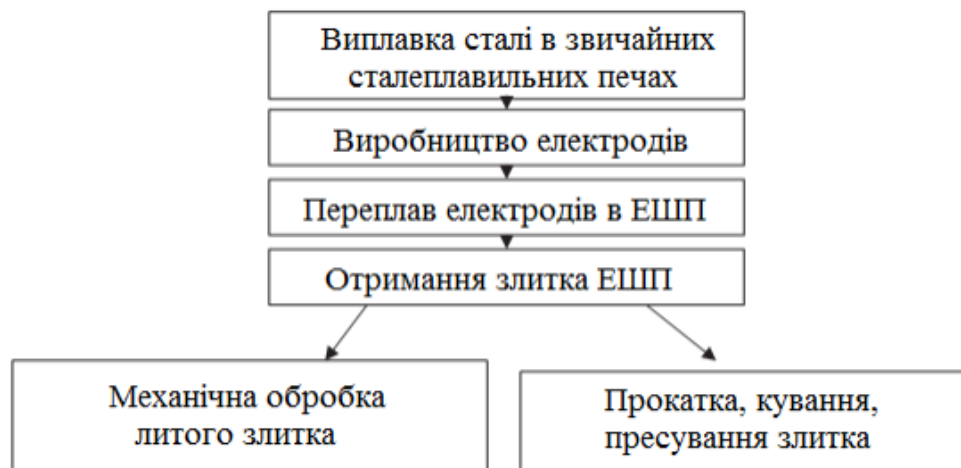 Виплавка сталі в звичайних
сталеплавильних печах
Виробництво електродів
Переплав електродів в ЕШП
Отримання злитка ЕШП
Механічна обробка
литого злитка
Прокатка, кування,
пресування злитка